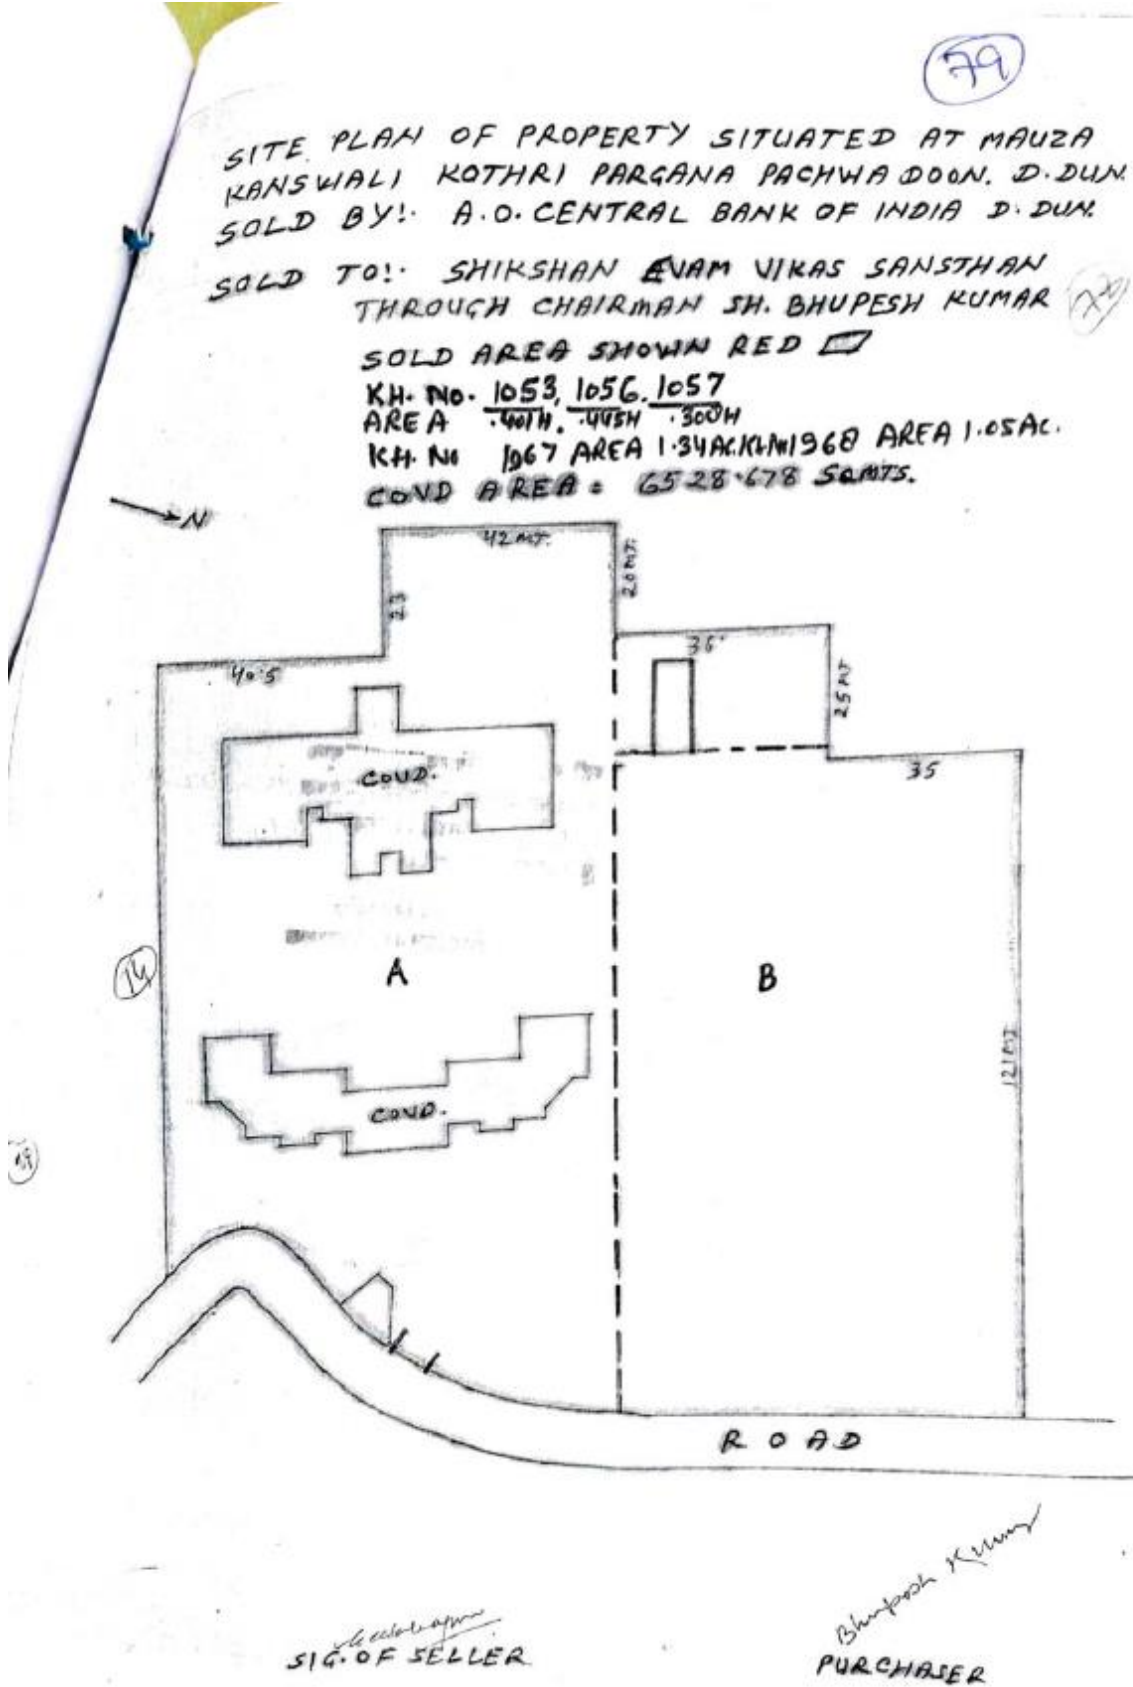 79
SITE PLAN OF PROPERTY SITUATED AT MAUZA
KANSWALI KOTHRI PARGANA PACHWA DOON. D.DUN.
SOLD BY:- A.O. CENTRAL BANK OF INDIA D.DUN.
SOLD TO:- SHIKSHAN EVAM VIKAS SANSTHAN
THROUGH CHAIRMAN SH. BHUPESH KUMAR
SOLD AREA SHOWN RED
KH. NO. 1053, 1056, 1057
AREA .401H. .445H .300H
KH. NO 1967 AREA 1.34AC. KH.NO 1968 AREA 1.05AC.
COVD AREA = 6528.678 SQMTS.
N
42 MT.
20 MT.
23
36
40.5
25 MT
COVD.
35
A
B
14
121 MT
COVD.
ROAD
Bhupesh Kumar
SIG. OF SELLER
PURCHASER